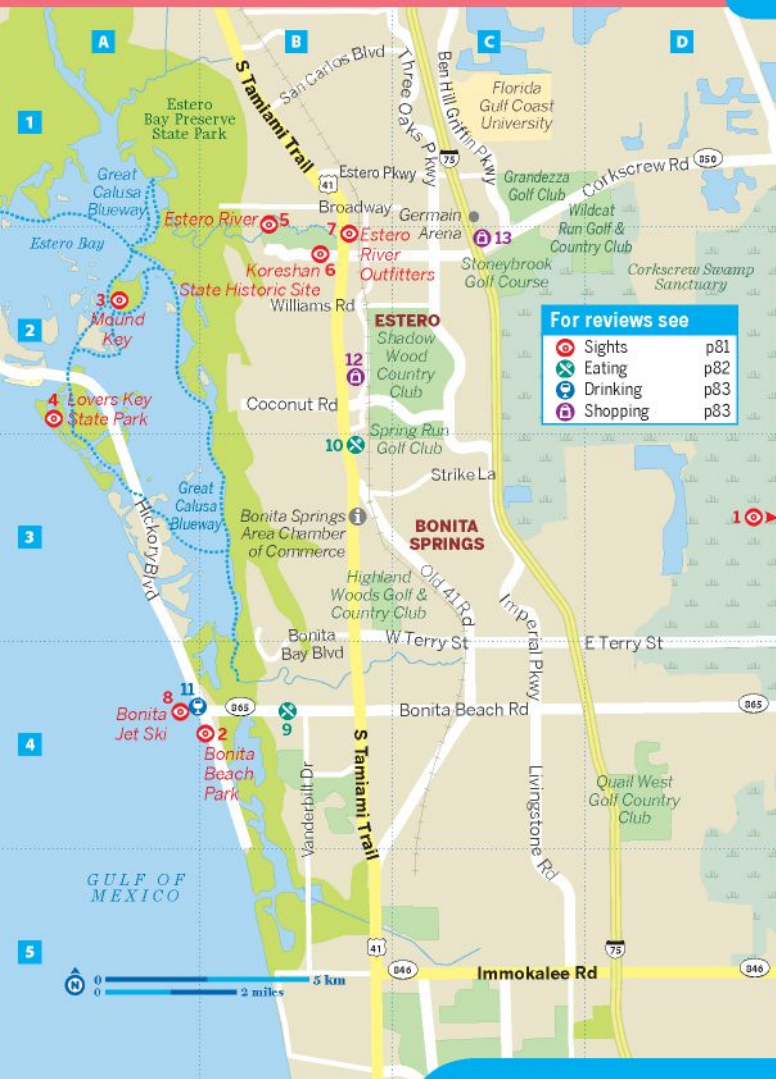 A
B
C
D
1
2
3
4
5
S Tamiami Trail
San Carlos Blvd
Three Oaks Pkwy
Ben Hill Griffin Pkwy
Florida
Gulf Coast
University
Estero
Bay Preserve
State Park
75
41
Estero Pkwy
Corkscrew Rd
850
Great
Calusa
Blueway
Grandezza
Golf Club
Broadway
Germain
Arena
Wildcat
Run Golf &
Country Club
Estero River
5
7
Estero
River
Outfitters
13
Estero Bay
Koreshan 6
State Historic Site
Stoneybrook
Golf Course
Corkscrew Swamp
Sanctuary
3
Mound
Key
Williams Rd
ESTERO
Shadow
Wood
Country
Club
12
For reviews see
Sights p81
Eating p82
Drinking p83
Shopping p83
4 Lovers Key
State Park
Coconut Rd
10
Spring Run
Golf Club
Strike La
Great
Calusa
Blueway
Hickory Blvd
Bonita Springs
Area Chamber
of Commerce
BONITA
SPRINGS
1
Highland
Woods Golf &
Country Club
Old 41 Rd
Imperial Pkwy
Bonita
Bay Blvd
W Terry St
E Terry St
8
11
Bonita
Jet Ski
2
Bonita
Beach
Park
865
9
Bonita Beach Rd
865
S Tamiami Trail
Vanderbilt Dr
Livingstone Rd
Quail West
Golf Country
Club
GULF OF
MEXICO
41
75
846
Immokalee Rd
846
N
0 5 km
0 2 miles